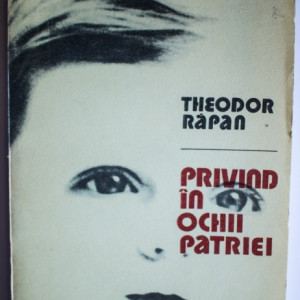 THEODOR
RĂPAN
PRIVIND
ÎN
OCHII
PATRIEI